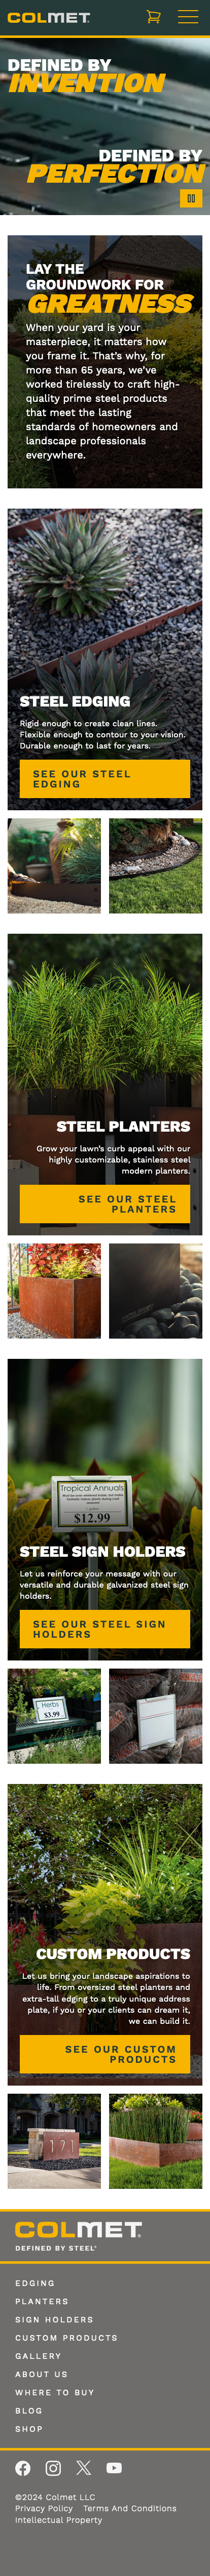 COLMET
DEFINED BY
INVENTION
DEFINED BY
PERFECTION
LAY THE
GROUNDWORK FOR
GREATNESS
When your yard is your
masterpiece, it matters how
you frame it. That's why, for
more than 65 years, we've
worked tirelessly to craft high-
quality prime steel products
that meet the lasting
standards of homeowners and
landscape professionals
everywhere.
STEEL EDGING
Rigid enough to create clean lines.
Flexible enough to contour to your vision.
Durable enough to last for years.
SEE OUR STEEL
EDGING
STEEL PLANTERS
Grow your lawn's curb appeal with our
highly customizable, stainless steel
modern planters.
SEE OUR STEEL
PLANTERS
Tropical Annuals
$12.99
STEEL SIGN HOLDERS
Let us reinforce your message with our
versatile and durable galvanized steel sign
holders.
SEE OUR STEEL SIGN
HOLDERS
Herbs
$3.99
CUSTOM PRODUCTS
Let us bring your landscape aspirations to
life. From oversized steel planters and
extra-tall edging to a truly unique address
plate, if you or your clients can dream it,
we can build it.
SEE OUR CUSTOM
PRODUCTS
1 7 1
COLMET®
DEFINED BY STEEL®
EDGING
PLANTERS
SIGN HOLDERS
CUSTOM PRODUCTS
GALLERY
ABOUT US
WHERE TO BUY
BLOG
SHOP
©2024 Colmet LLC
Privacy Policy Terms And Conditions
Intellectual Property